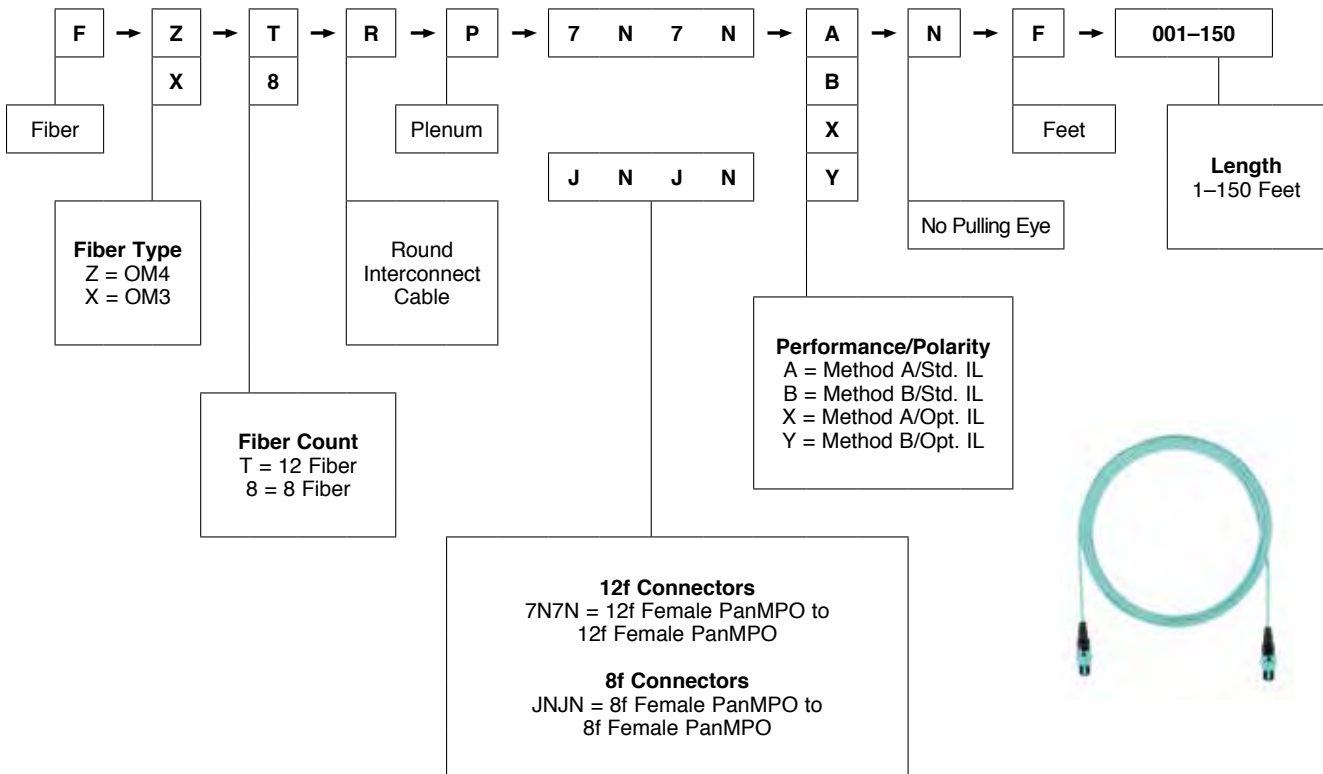 F → Z → T → R → P → 7 N 7 N → A → N → F → 001–150
X 8 B
Fiber Plenum X Feet
J N J N Y
Length
1–150 Feet
No Pulling Eye
Fiber Type
Z = OM4
X = OM3
Round
Interconnect
Cable
Performance/Polarity
A = Method A/Std. IL
B = Method B/Std. IL
X = Method A/Opt. IL
Y = Method B/Opt. IL
Fiber Count
T = 12 Fiber
8 = 8 Fiber
12f Connectors
7N7N = 12f Female PanMPO to
12f Female PanMPO
8f Connectors
JNJN = 8f Female PanMPO to
8f Female PanMPO